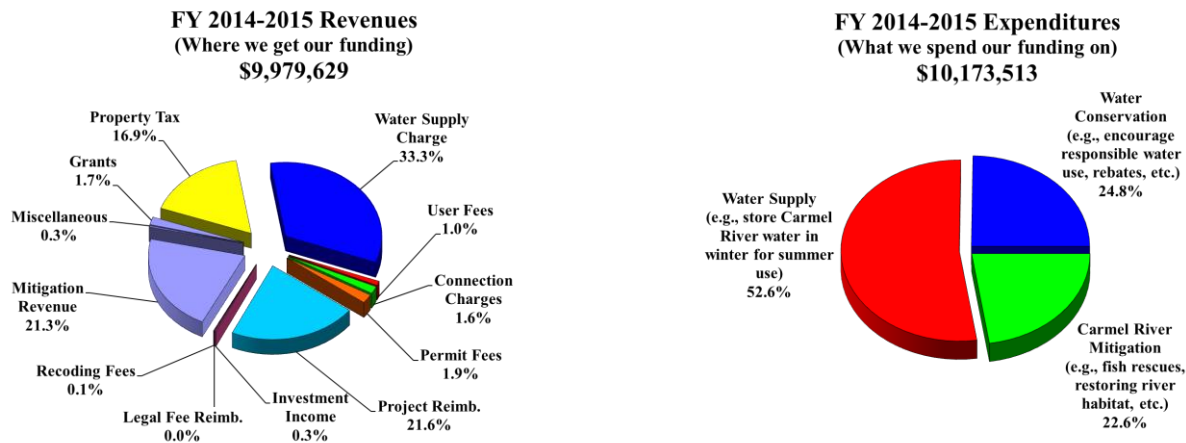 FY 2014-2015 Revenues
(Where we get our funding)
$9,979,629
Property Tax
16.9%
Water Supply
Charge
33.3%
Grants
1.7%
Miscellaneous
0.3%
User Fees
1.0%
Mitigation
Revenue
21.3%
Connection
Charges
1.6%
Permit Fees
1.9%
Recoding Fees
0.1%
Legal Fee Reimb.
0.0%
Investment
Income
0.3%
Project Reimb.
21.6%
FY 2014-2015 Expenditures
(What we spend our funding on)
$10,173,513
Water
Conservation
(e.g., encourage
responsible water
use, rebates, etc.)
24.8%
Water Supply
(e.g., store Carmel
River water in
winter for summer
use)
52.6%
Carmel River
Mitigation
(e.g., fish rescues,
restoring river
habitat, etc.)
22.6%